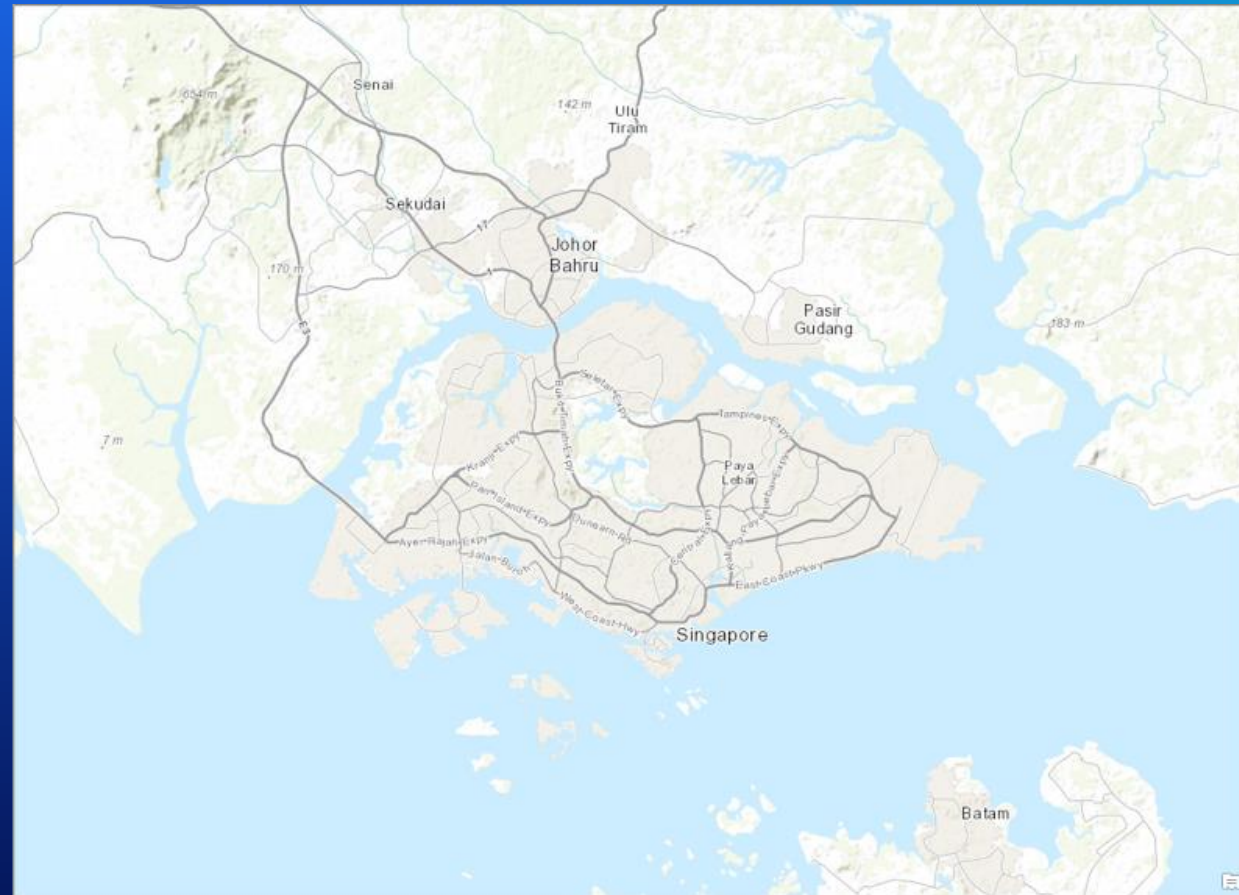 Senai
654 m
142 m
Ulu
Tiram
Sekudai
17
Johor
Bahru
1
170 m
E3
Pasir
Gudang
183 m
7 m
Seletar Expy
Bukit Timah Expy
Tampines Expy
Kranji Expy
Paya
Lebar
Pan Island Expy
Dunearn Rd
Central Expy
Ayer Rajah Expy
Jalan Buroh
East Coast Pkwy
West Coast Hwy
Singapore
Batam